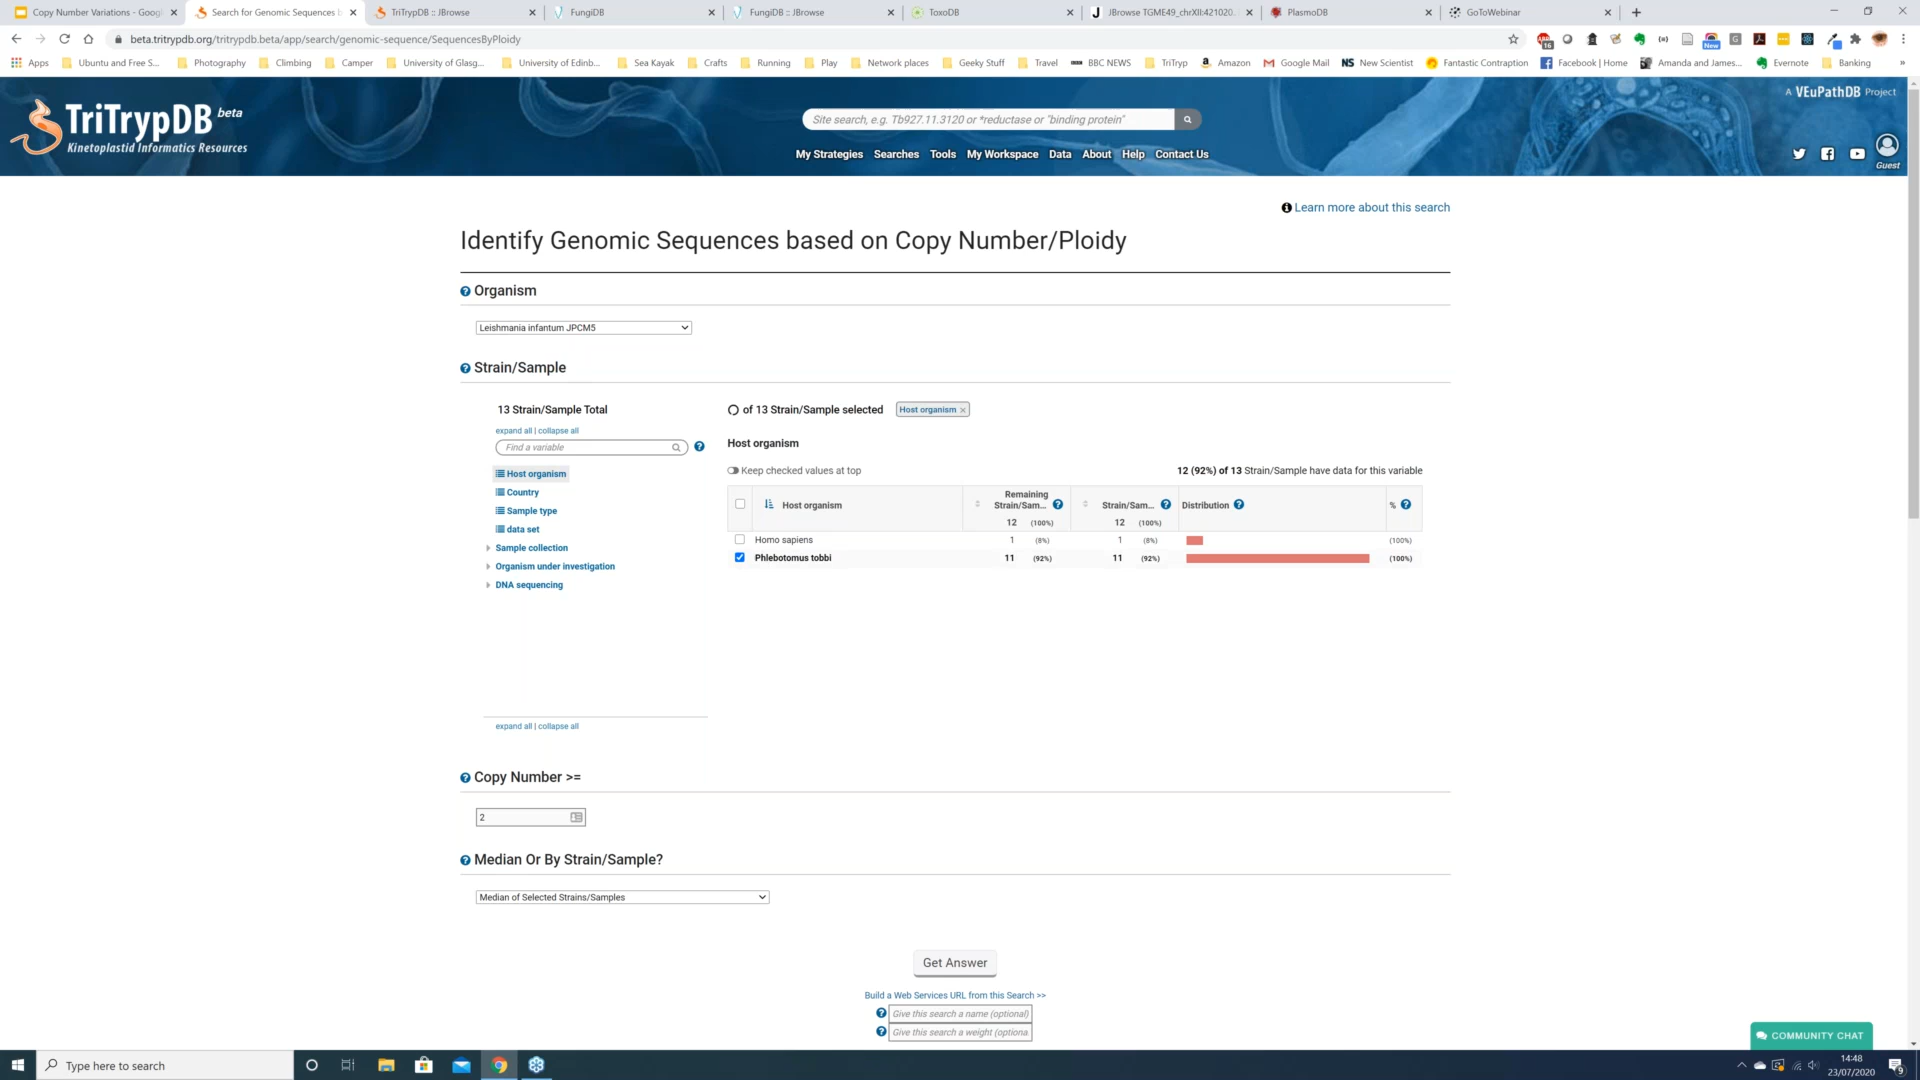 Copy Number Variations - Googl
Search for Genomic Sequences b
TriTrypDB :: JBrowse
FungiDB
FungiDB :: JBrowse
ToxoDB
JBrowse TGME49_chrXII:421020.
PlasmoDB
GoToWebinar
beta.tritrypdb.org/tritrypdb.beta/app/search/genomic-sequence/SequencesByPloidy
16
New
Apps
Ubuntu and Free S...
Photography
Climbing
Camper
University of Glasg...
University of Edinb...
Sea Kayak
Crafts
Running
Play
Network places
Geeky Stuff
Travel
BBC NEWS
TriTryp
Amazon
Google Mail
NS New Scientist
Fantastic Contraption
Facebook | Home
Amanda and James...
Evernote
Banking
»
TriTrypDB beta
Kinetoplastid Informatics Resources
Site search, e.g. Tb927.11.3120 or *reductase or "binding protein"
A VEuPathDB Project
My Strategies Searches Tools My Workspace Data About Help Contact Us
Guest
Learn more about this search
Identify Genomic Sequences based on Copy Number/Ploidy
Organism
Leishmania infantum JPCM5
Strain/Sample
13 Strain/Sample Total
of 13 Strain/Sample selected
Host organism ×
expand all | collapse all
Find a variable
Host organism
Country
Sample type
data set
Sample collection
Organism under investigation
DNA sequencing
expand all | collapse all
Host organism
Keep checked values at top
12 (92%) of 13 Strain/Sample have data for this variable
Host organism
Remaining Strain/Sam...
12 (100%)
Strain/Sam...
12 (100%)
Distribution
%
Homo sapiens 1 (8%) 1 (8%) (100%)
Phlebotomus tobbi 11 (92%) 11 (92%) (100%)
Copy Number >=
2
Median Or By Strain/Sample?
Median of Selected Strains/Samples
Get Answer
Build a Web Services URL from this Search >>
Give this search a name (optional)
Give this search a weight (optiona
COMMUNITY CHAT
Type here to search
14:48
23/07/2020
9